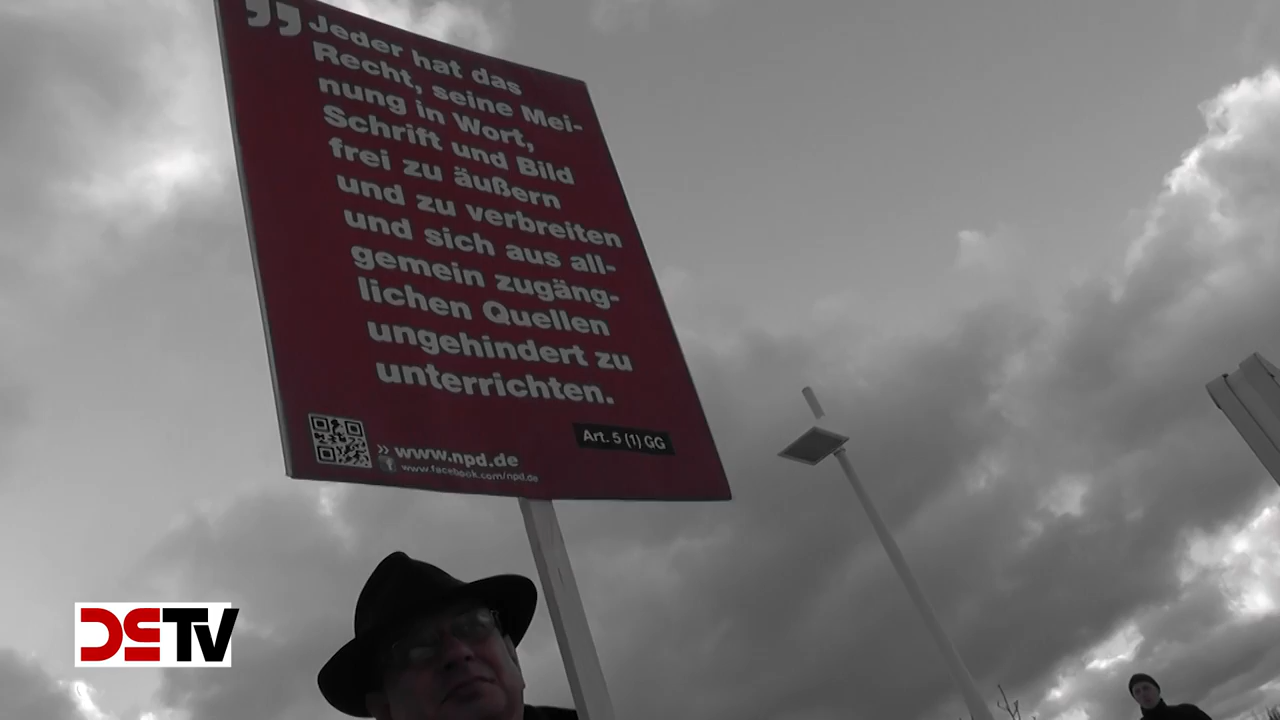 Jeder hat das
Recht, seine Mei-
nung in Wort,
Schrift und Bild
frei zu äußern
und zu verbreiten
und sich aus all-
gemein zugäng-
lichen Quellen
ungehindert zu
unterrichten.
Art. 5 (1) GG
» www.npd.de
www.facebook.com/npd.de
DSTV